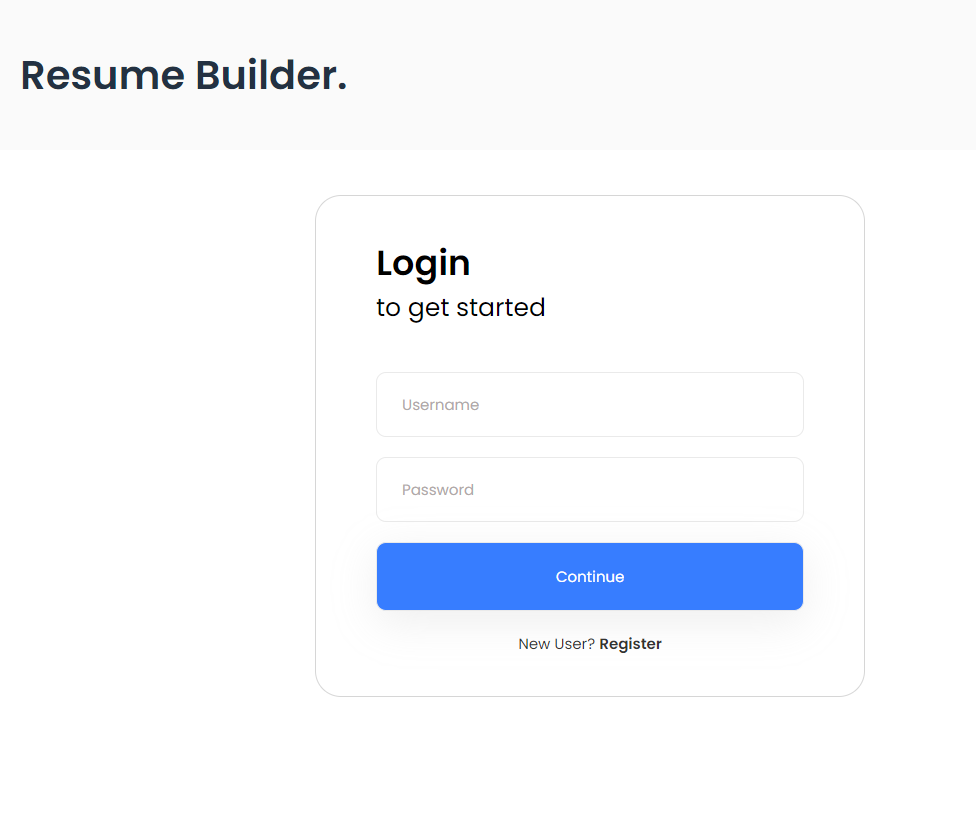 Resume Builder.
Login
to get started
Username
Password
Continue
New User? Register